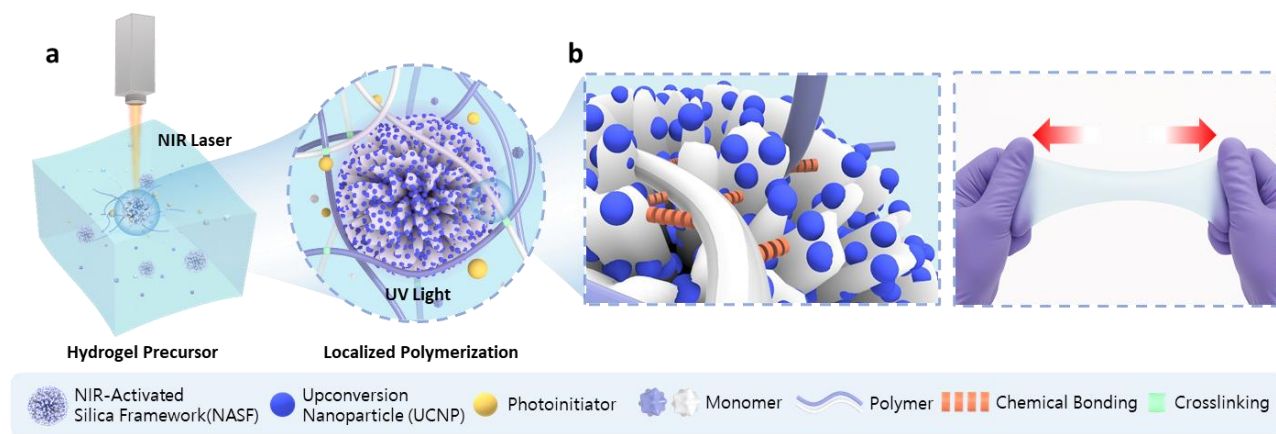 a
b
NIR Laser
UV Light
Hydrogel Precursor
Localized Polymerization
NIR-Activated
Silica Framework(NASF)
Upconversion
Nanoparticle (UCNP)
Photoinitiator
Monomer
Polymer
Chemical Bonding
Crosslinking